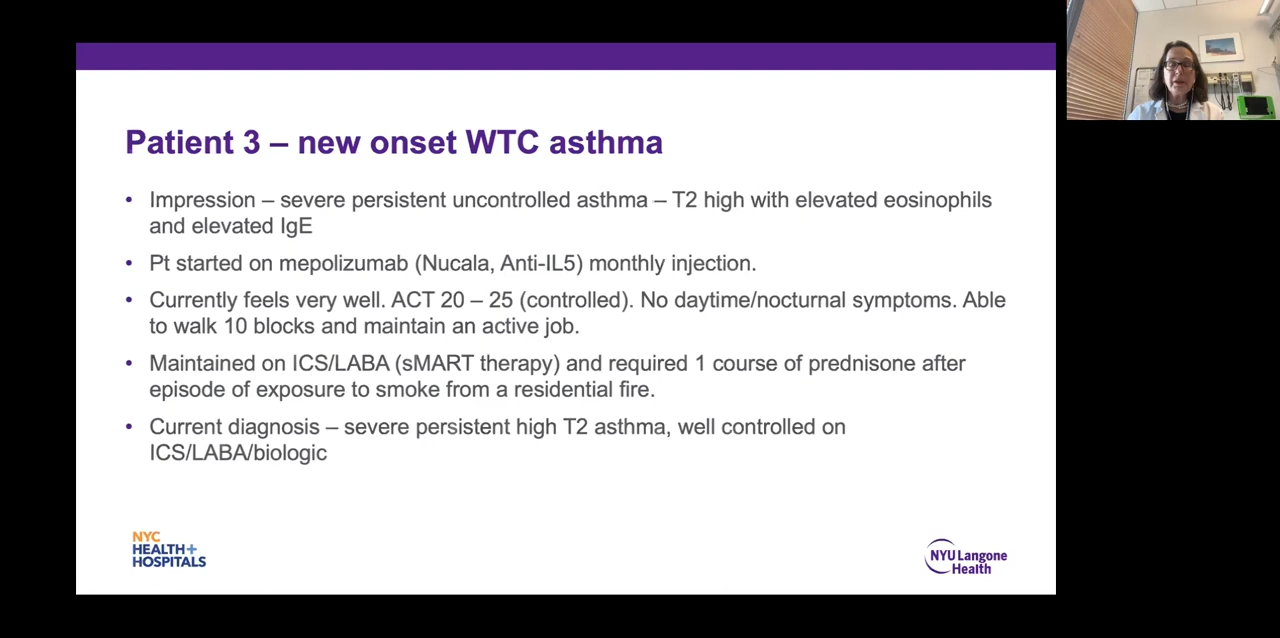 Patient 3 – new onset WTC asthma
• Impression – severe persistent uncontrolled asthma – T2 high with elevated eosinophils
and elevated IgE
• Pt started on mepolizumab (Nucala, Anti-IL5) monthly injection.
• Currently feels very well. ACT 20 – 25 (controlled). No daytime/nocturnal symptoms. Able
to walk 10 blocks and maintain an active job.
• Maintained on ICS/LABA (sMART therapy) and required 1 course of prednisone after
episode of exposure to smoke from a residential fire.
• Current diagnosis – severe persistent high T2 asthma, well controlled on
ICS/LABA/biologic
NYC
HEALTH+
HOSPITALS
NYU Langone
Health